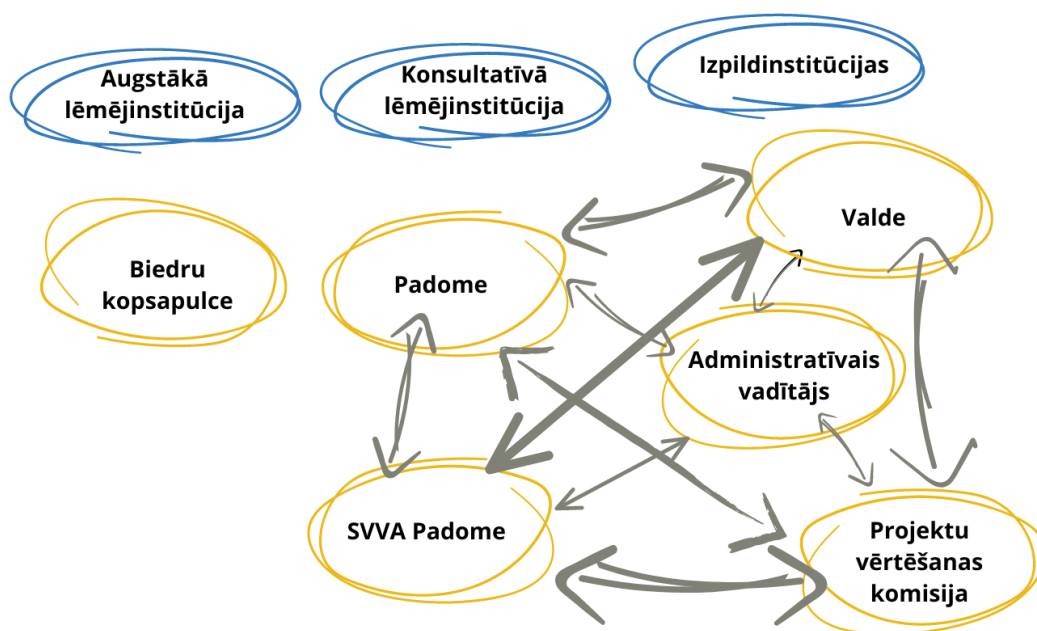 Augstākā
lēmējinstitūcija
Konsultatīvā
lēmējinstitūcija
Izpildinstitūcijas
Valde
Biedru
kopsapulce
Padome
Administratīvais
vadītājs
SVVA Padome
Projektu
vērtēšanas
komisija